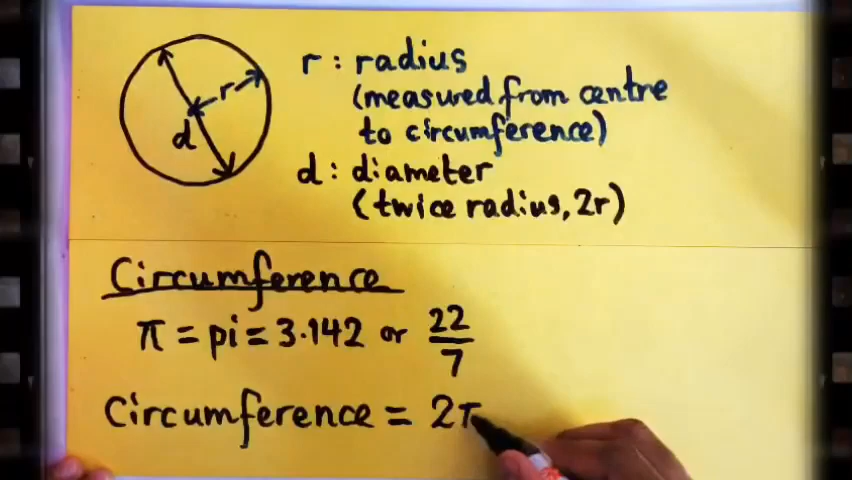 d
r
r : radius
(measured from centre
to circumference)
d : diameter
(twice radius, 2r)
Circumference
π = pi = 3.142 or 22/7
Circumference = 2π